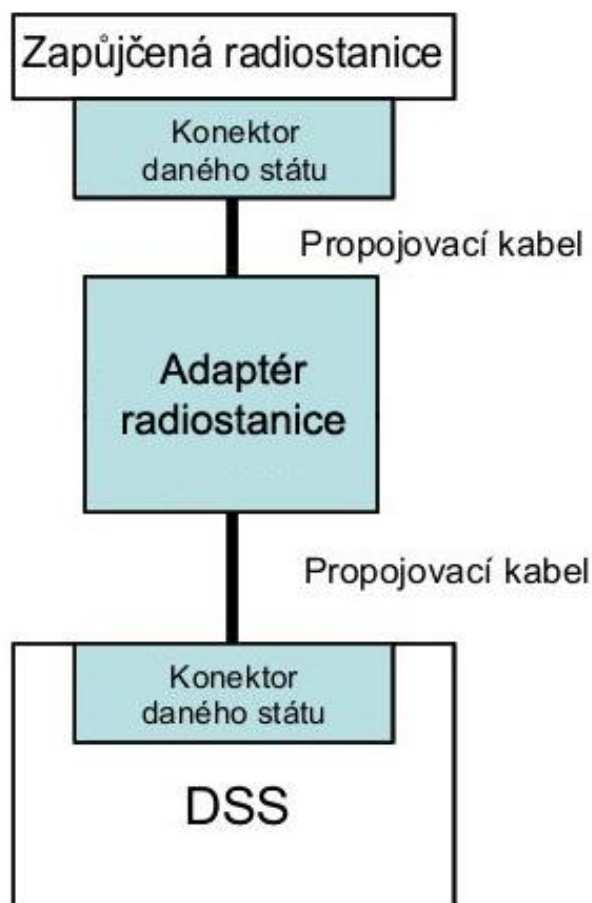 Zapůjčená radiostanice
Konektor
daného státu
Propojovací kabel
Adaptér
radiostanice
Propojovací kabel
Konektor
daného státu
DSS